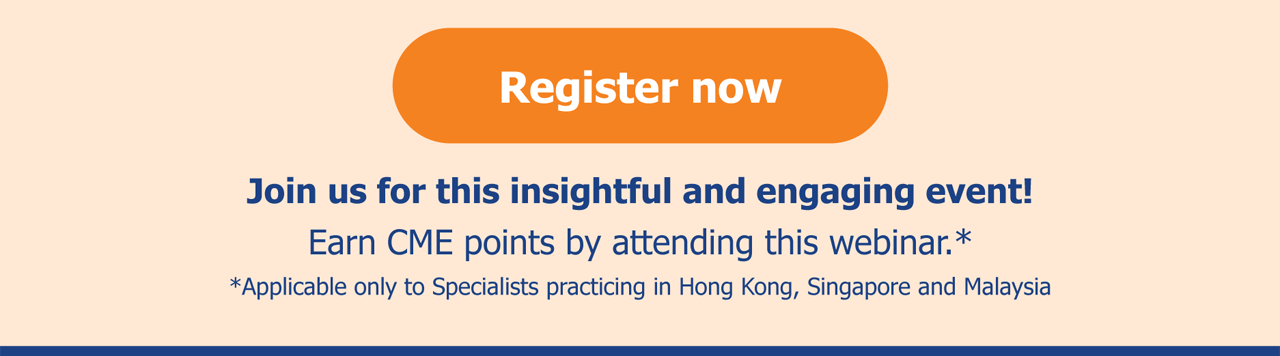 Register now
Join us for this insightful and engaging event!
Earn CME points by attending this webinar.*
*Applicable only to Specialists practicing in Hong Kong, Singapore and Malaysia